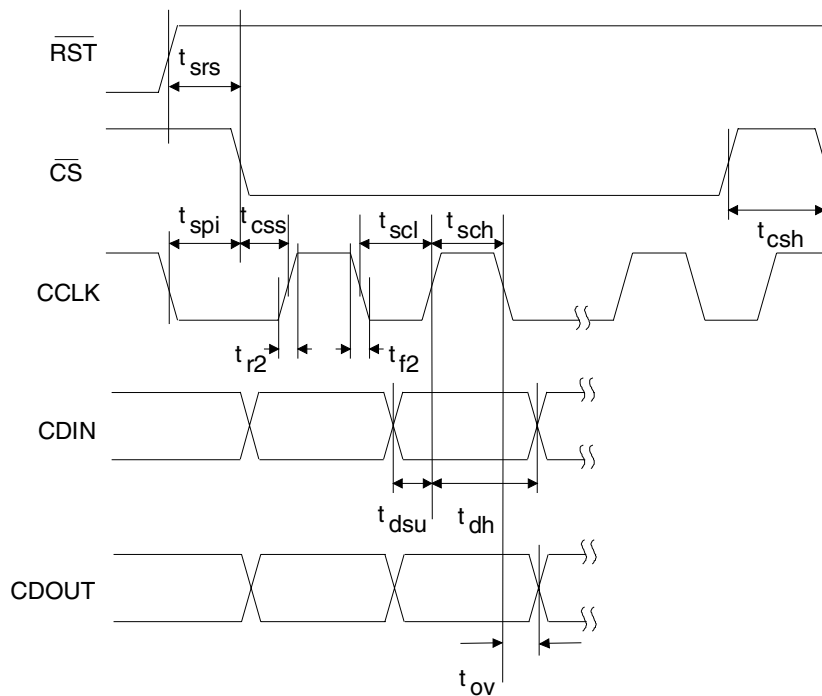 RST
t srs
CS
t spi
t css
t scl
t sch
t csh
CCLK
t r2
t f2
CDIN
t dsu
t dh
CDOUT
t ov